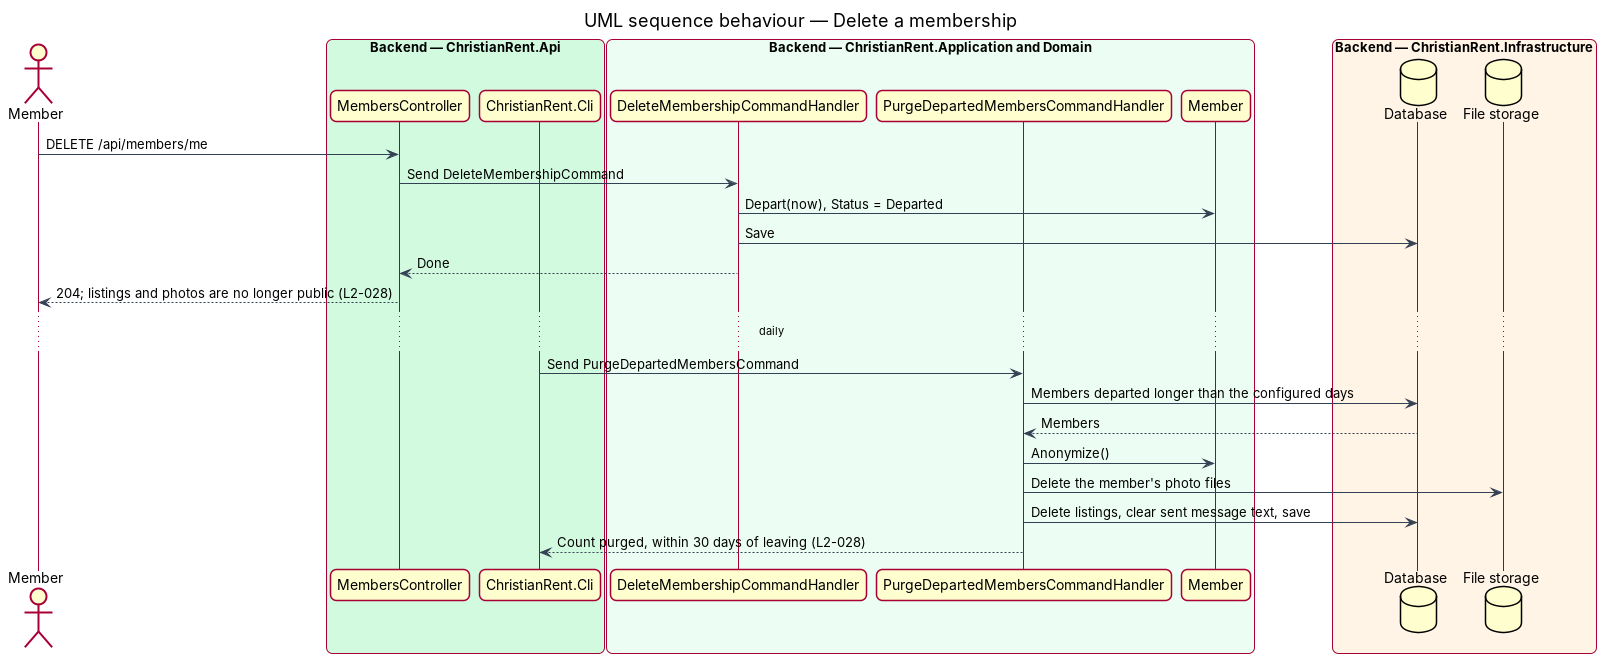 UML sequence behaviour — Delete a membership
Backend — ChristianRent.Api
Backend — ChristianRent.Application and Domain
Backend — ChristianRent.Infrastructure
Member
MembersController
ChristianRent.Cli
DeleteMembershipCommandHandler
PurgeDepartedMembersCommandHandler
Member
Database
File storage
DELETE /api/members/me
Send DeleteMembershipCommand
Depart(now), Status = Departed
Save
Done
204; listings and photos are no longer public (L2-028)
daily
Send PurgeDepartedMembersCommand
Members departed longer than the configured days
Members
Anonymize()
Delete the member's photo files
Delete listings, clear sent message text, save
Count purged, within 30 days of leaving (L2-028)
Member
MembersController
ChristianRent.Cli
DeleteMembershipCommandHandler
PurgeDepartedMembersCommandHandler
Member
Database
File storage